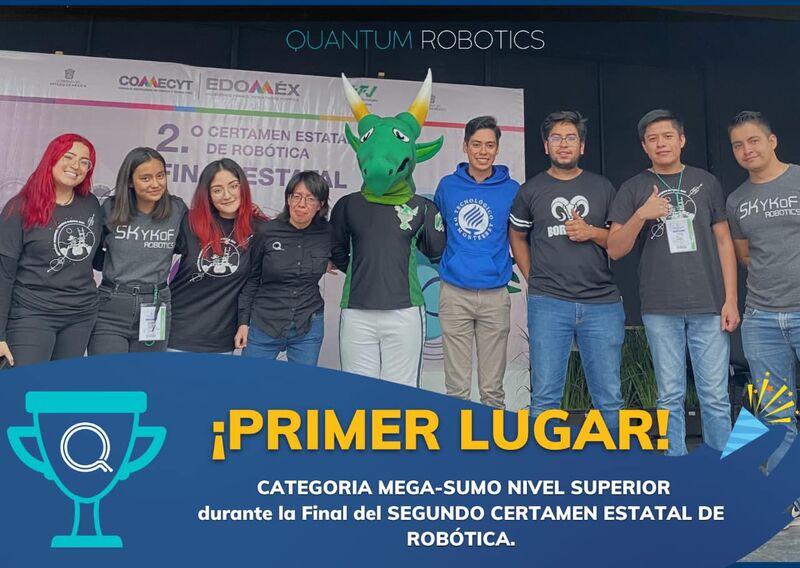 QUANTUM ROBOTICS
COMECYT
EDOMÉX
2.º CERTAMEN ESTATAL
DE ROBÓTICA
FINAL ESTATAL
SKyKoF
ROBOTICS
Q
TECNOLÓGICO
DE MONTERREY
BOR
SKyKoF
ROBOTICS
Q
¡PRIMER LUGAR!
CATEGORIA MEGA-SUMO NIVEL SUPERIOR
durante la Final del SEGUNDO CERTAMEN ESTATAL DE
ROBÓTICA.